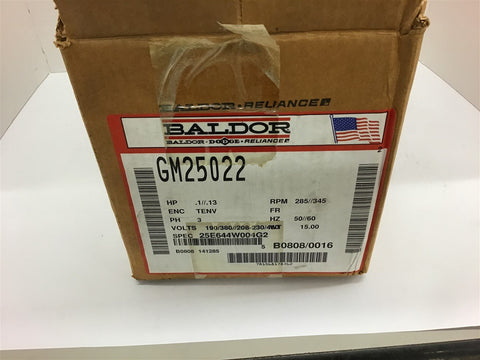 BALDOR • RELIANCE
BALDOR
BALDOR • DODGE • RELIANCE
GM25022
HP .1//.13 RPM 285//345
ENC TENV FR
PH 3 HZ 50//60
VOLTS 190/380//208-230/ 15.00
SPEC 25E644W004G2
B0808 141285 S B0808/0016